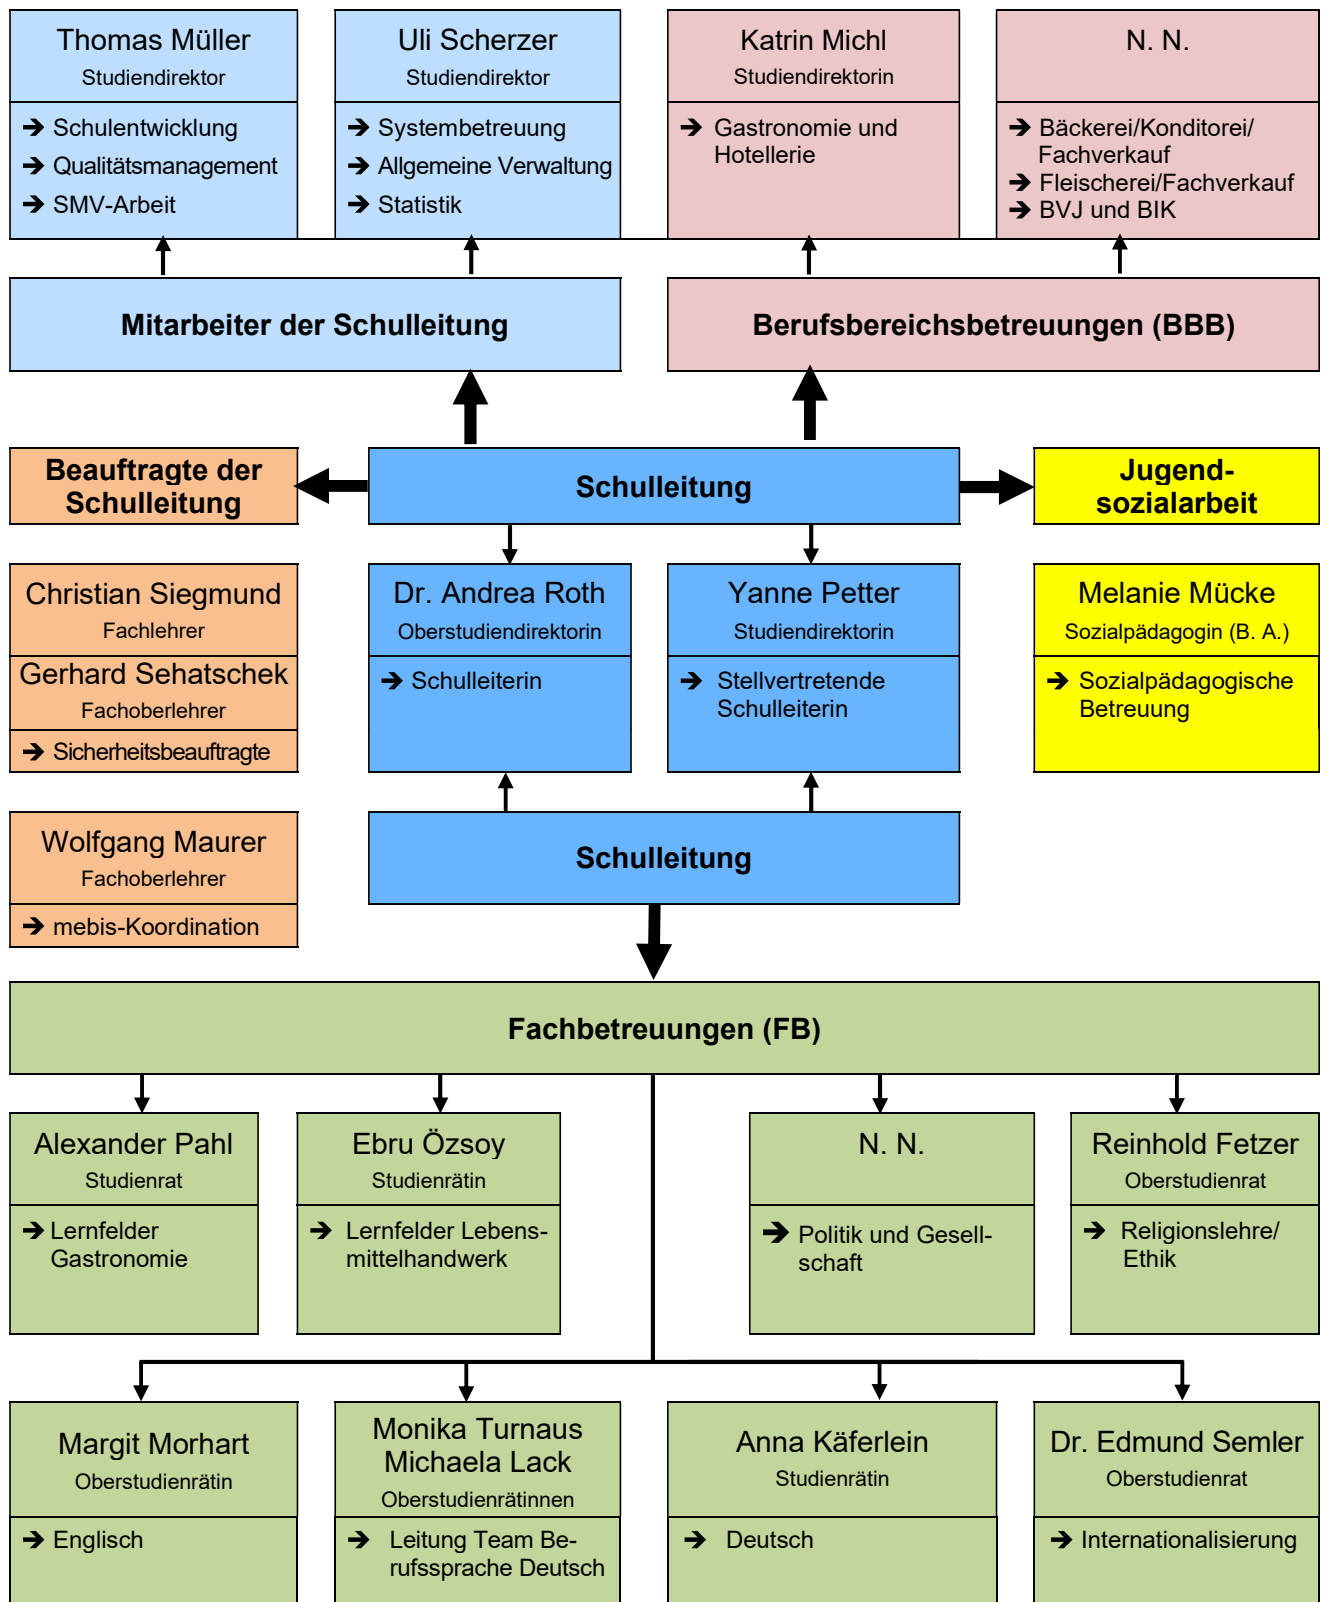 Thomas Müller
Studiendirektor
➔ Schulentwicklung
➔ Qualitätsmanagement
➔ SMV-Arbeit
Uli Scherzer
Studiendirektor
➔ Systembetreuung
➔ Allgemeine Verwaltung
➔ Statistik
Katrin Michl
Studiendirektorin
➔ Gastronomie und
Hotellerie
N. N.
➔ Bäckerei/Konditorei/
Fachverkauf
➔ Fleischerei/Fachverkauf
➔ BVJ und BIK
Mitarbeiter der Schulleitung
Berufsbereichsbetreuungen (BBB)
Beauftragte der
Schulleitung
Schulleitung
Jugend-
sozialarbeit
Christian Siegmund
Fachlehrer
Gerhard Sehatschek
Fachoberlehrer
➔ Sicherheitsbeauftragte
Dr. Andrea Roth
Oberstudiendirektorin
➔ Schulleiterin
Yanne Petter
Studiendirektorin
➔ Stellvertretende
Schulleiterin
Melanie Mücke
Sozialpädagogin (B. A.)
➔ Sozialpädagogische
Betreuung
Wolfgang Maurer
Fachoberlehrer
➔ mebis-Koordination
Schulleitung
Fachbetreuungen (FB)
Alexander Pahl
Studienrat
➔ Lernfelder
Gastronomie
Ebru Özsoy
Studienrätin
➔ Lernfelder Lebens-
mittelhandwerk
N. N.
➔ Politik und Gesell-
schaft
Reinhold Fetzer
Oberstudienrat
➔ Religionslehre/
Ethik
Margit Morhart
Oberstudienrätin
➔ Englisch
Monika Turnaus
Michaela Lack
Oberstudienrätinnen
➔ Leitung Team Be-
rufssprache Deutsch
Anna Käferlein
Studienrätin
➔ Deutsch
Dr. Edmund Semler
Oberstudienrat
➔ Internationalisierung